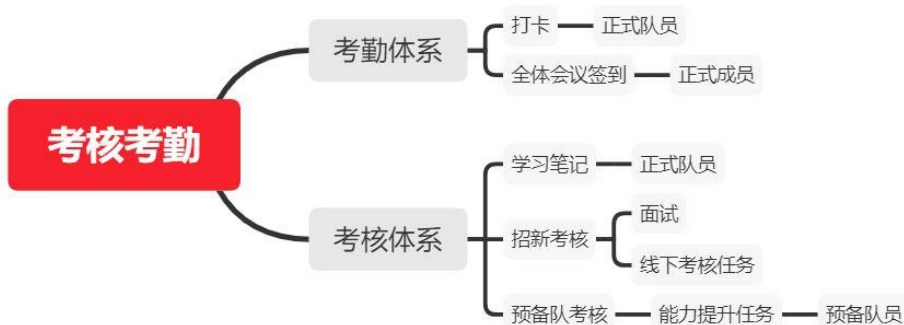 考核考勤
考勤体系
打卡
正式队员
全体会议签到
正式成员
考核体系
学习笔记
正式队员
招新考核
面试
线下考核任务
预备队考核
能力提升任务
预备队员